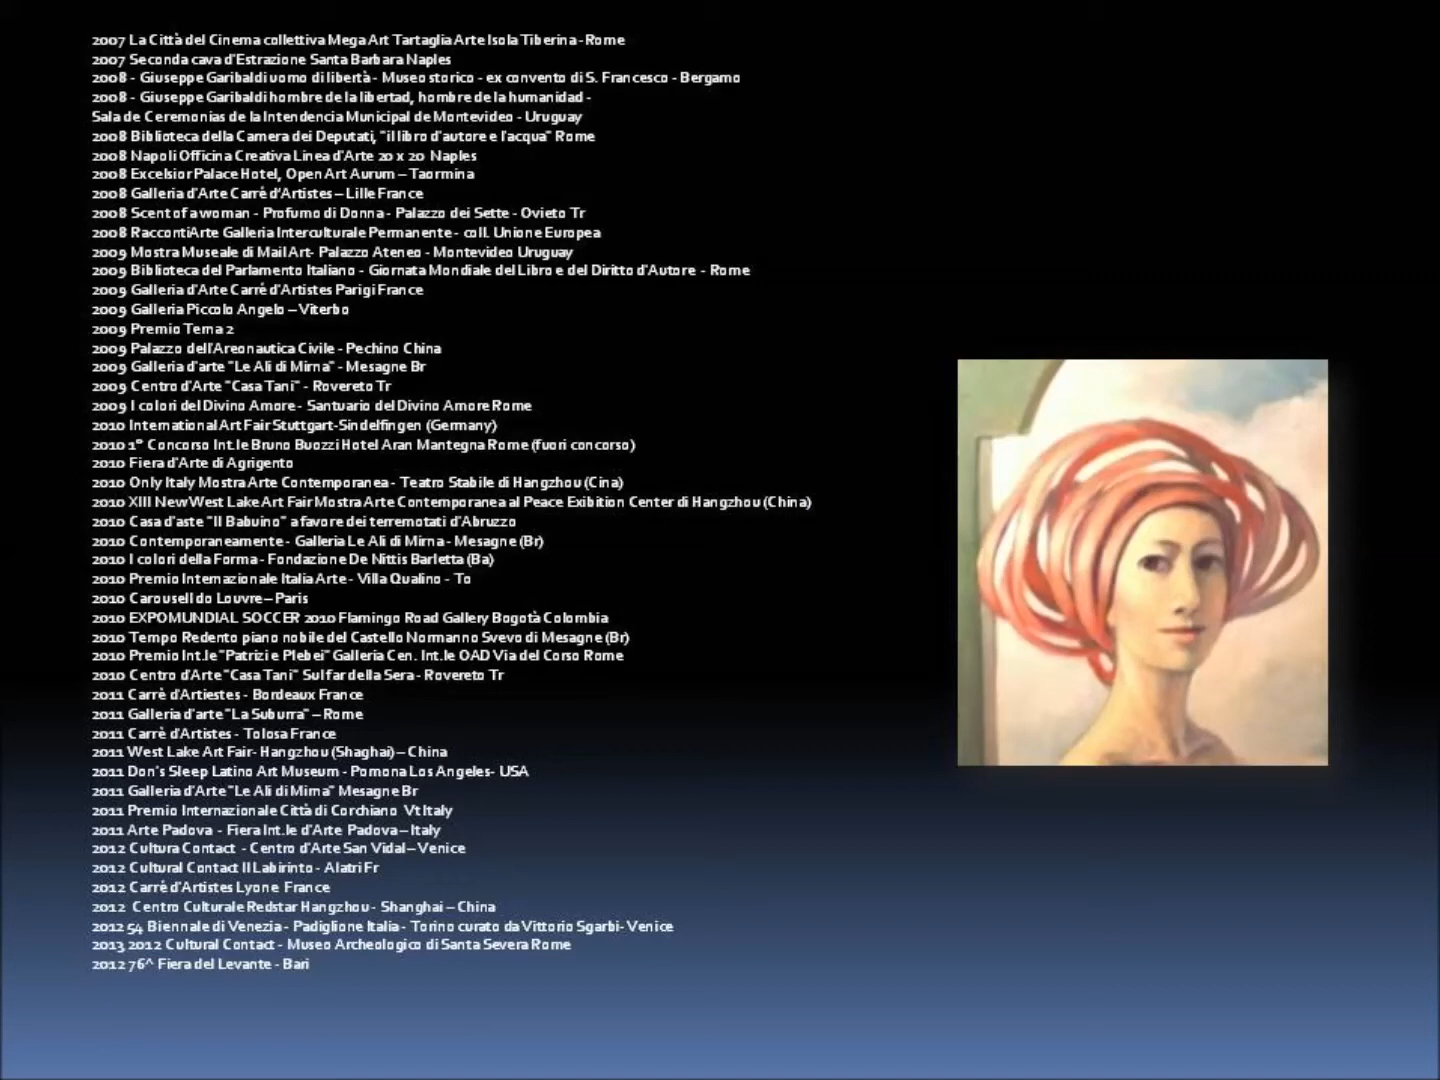 2007 La Città del Cinema collettiva Mega Art Tartaglia Arte Isola Tiberina - Rome
2007 Seconda cava d'Estrazione Santa Barbara Naples
2008 - Giuseppe Garibaldi uomo di libertà - Museo storico - ex convento di S. Francesco - Bergamo
2008 - Giuseppe Garibaldi hombre de la libertad, hombre de la humanidad -
Sala de Ceremonias de la Intendencia Municipal de Montevideo - Uruguay
2008 Biblioteca della Camera dei Deputati, "il libro d'autore e l'acqua" Rome
2008 Napoli Officina Creativa Linea d'Arte 20 x 20 Naples
2008 Excelsior Palace Hotel, Open Art Aurum – Taormina
2008 Galleria d'Arte Carrè d'Artistes – Lille France
2008 Scent of a woman - Profumo di Donna - Palazzo dei Sette - Ovieto Tr
2008 RaccontiArte Galleria Interculturale Permanente - coll. Unione Europea
2009 Mostra Museale di Mail Art- Palazzo Ateneo - Montevideo Uruguay
2009 Biblioteca del Parlamento Italiano - Giornata Mondiale del Libro e del Diritto d'Autore - Rome
2009 Galleria d'Arte Carrè d'Artistes Parigi France
2009 Galleria Piccolo Angelo – Viterbo
2009 Premio Terna 2
2009 Palazzo dell'Areonautica Civile - Pechino China
2009 Galleria d'arte "Le Ali di Mirna" - Mesagne Br
2009 Centro d'Arte "Casa Tani" - Rovereto Tr
2009 I colori del Divino Amore - Santuario del Divino Amore Rome
2010 International Art Fair Stuttgart-Sindelfingen (Germany)
2010 1° Concorso Int.le Bruno Buozzi Hotel Aran Mantegna Rome (fuori concorso)
2010 Fiera d'Arte di Agrigento
2010 Only Italy Mostra Arte Contemporanea - Teatro Stabile di Hangzhou (Cina)
2010 XIII New West Lake Art Fair Mostra Arte Contemporanea al Peace Exibition Center di Hangzhou (China)
2010 Casa d'aste "Il Babuino" a favore dei terremotati d'Abruzzo
2010 Contemporaneamente - Galleria Le Ali di Mirna - Mesagne (Br)
2010 I colori della Forma - Fondazione De Nittis Barletta (Ba)
2010 Premio Internazionale Italia Arte - Villa Qualino - To
2010 Carousell do Louvre – Paris
2010 EXPOMUNDIAL SOCCER 2010 Flamingo Road Gallery Bogotà Colombia
2010 Tempo Redento piano nobile del Castello Normanno Svevo di Mesagne (Br)
2010 Premio Int.le "Patrizi e Plebei" Galleria Cen. Int.le OAD Via del Corso Rome
2010 Centro d'Arte "Casa Tani" Sul far della Sera - Rovereto Tr
2011 Carrè d'Artiestes - Bordeaux France
2011 Galleria d'arte "La Suburra" – Rome
2011 Carrè d'Artistes - Tolosa France
2011 West Lake Art Fair- Hangzhou (Shaghai) – China
2011 Don's Sleep Latino Art Museum - Pomona Los Angeles- USA
2011 Galleria d'Arte "Le Ali di Mirna" Mesagne Br
2011 Premio Internazionale Città di Corchiano Vt Italy
2011 Arte Padova - Fiera Int.le d'Arte Padova – Italy
2012 Cultura Contact - Centro d'Arte San Vidal – Venice
2012 Cultural Contact Il Labirinto - Alatri Fr
2012 Carrè d'Artistes Lyone France
2012 Centro Culturale Redstar Hangzhou - Shanghai – China
2012 54 Biennale di Venezia - Padiglione Italia - Torino curato da Vittorio Sgarbi- Venice
2013 2012 Cultural Contact - Museo Archeologico di Santa Severa Rome
2012 76^ Fiera del Levante - Bari